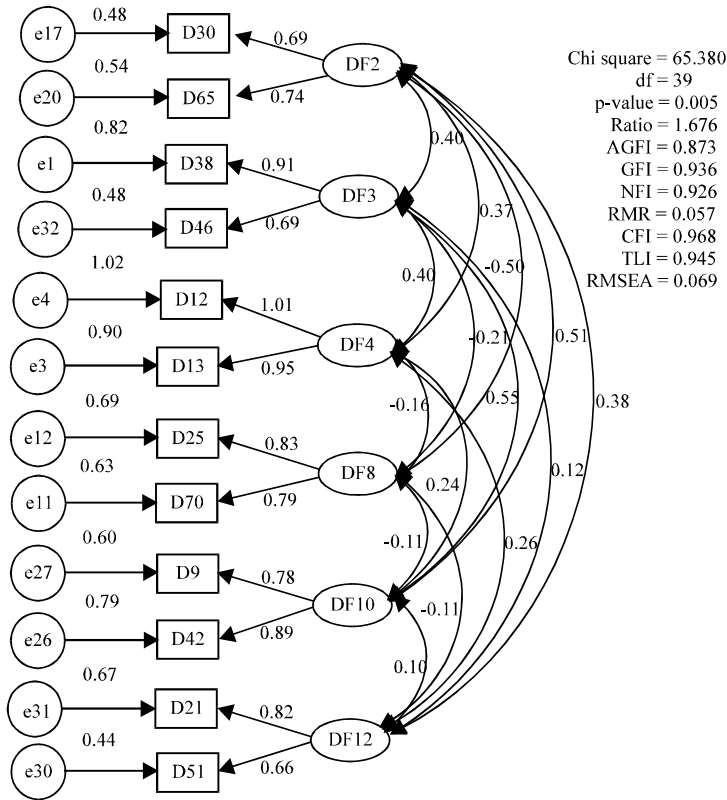 0.48
e17
D30
0.69
DF2
0.54
e20
D65
0.74
0.82
e1
D38
0.91
0.40
DF3
0.48
e32
D46
0.69
0.37
1.02
0.40
-0.50
e4
D12
1.01
0.90
DF4
-0.21
0.51
e3
D13
0.95
0.69
-0.16
0.55
0.38
e12
D25
0.83
0.63
DF8
0.24
0.12
e11
D70
0.79
0.60
-0.11
0.26
e27
D9
0.78
0.79
DF10
-0.11
e26
D42
0.89
0.67
0.10
e31
D21
0.82
0.44
DF12
e30
D51
0.66
Chi square = 65.380
df = 39
p-value = 0.005
Ratio = 1.676
AGFI = 0.873
GFI = 0.936
NFI = 0.926
RMR = 0.057
CFI = 0.968
TLI = 0.945
RMSEA = 0.069